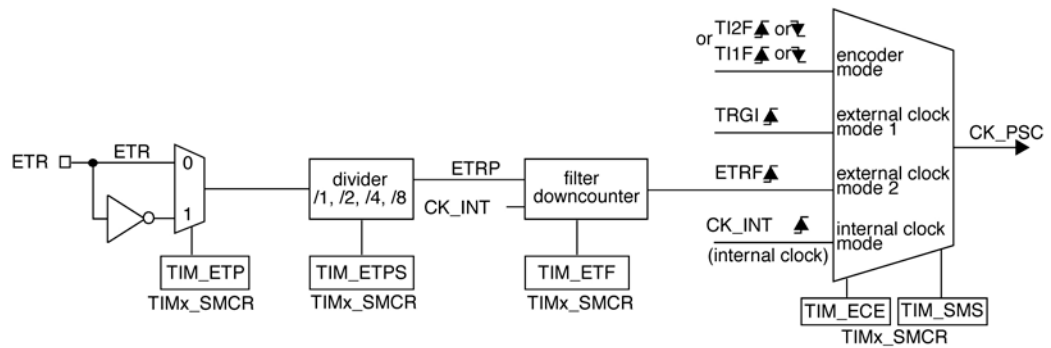 TI2F or
or TI1F or
encoder
mode
TRGI
external clock
mode 1
CK_PSC
ETR
ETR
0
1
divider
/1, /2, /4, /8
ETRP
CK_INT
filter
downcounter
ETRF
external clock
mode 2
CK_INT
(internal clock)
internal clock
mode
TIM_ETP
TIMx_SMCR
TIM_ETPS
TIMx_SMCR
TIM_ETF
TIMx_SMCR
TIM_ECE
TIM_SMS
TIMx_SMCR